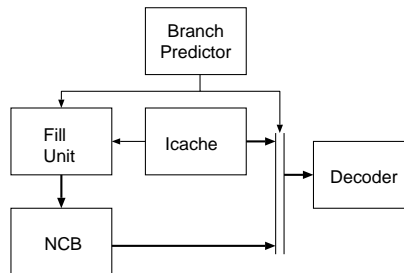 Branch
Predictor
Fill
Unit
Icache
Decoder
NCB